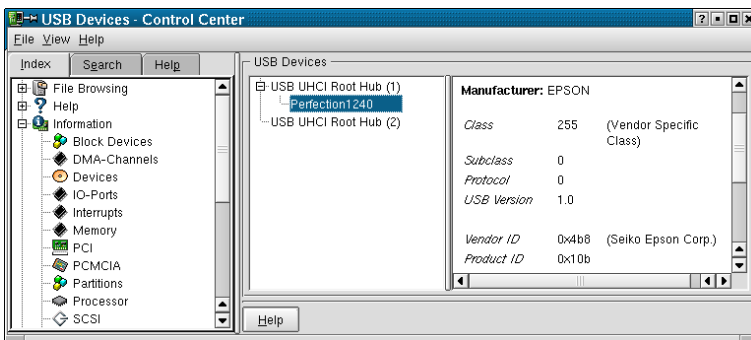 USB Devices - Control Center
File View Help
Index Search Help
File Browsing
Help
Information
Block Devices
DMA-Channels
Devices
IO-Ports
Interrupts
Memory
PCI
PCMCIA
Partitions
Processor
SCSI
USB Devices
USB UHCI Root Hub (1)
Perfection1240
USB UHCI Root Hub (2)
Manufacturer: EPSON
Class 255 (Vendor Specific
Class)
Subclass 0
Protocol 0
USB Version 1.0
Vendor ID 0x4b8 (Seiko Epson Corp.)
Product ID 0x10b
Help